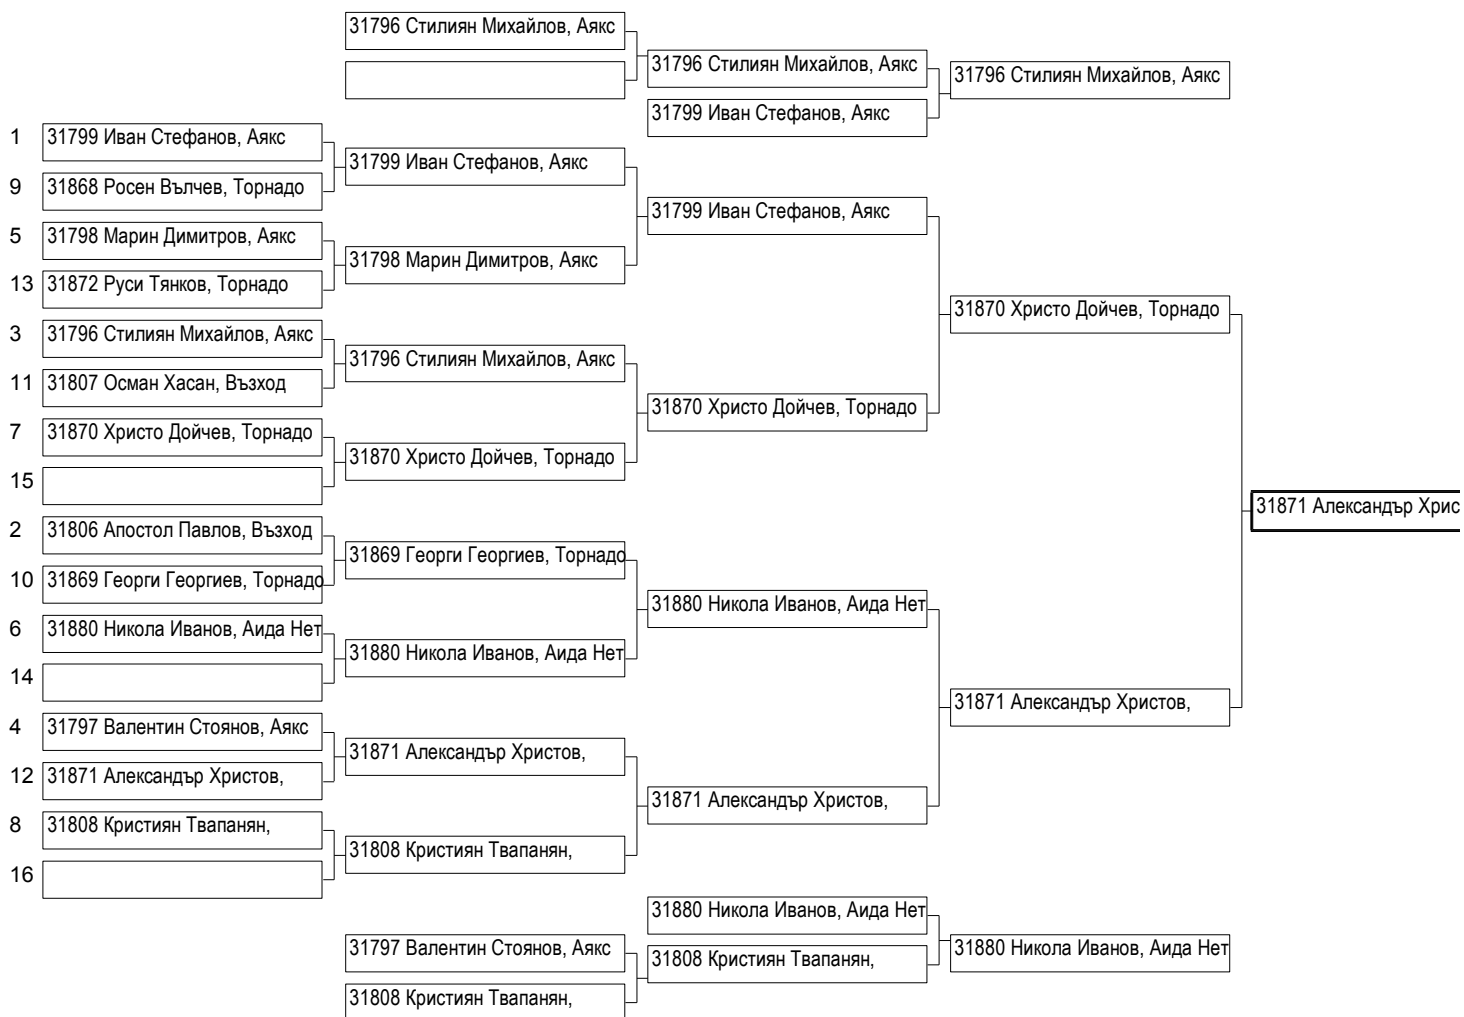 31796 Стилиян Михайлов, Аякс
31796 Стилиян Михайлов, Аякс
31796 Стилиян Михайлов, Аякс
31799 Иван Стефанов, Аякс
1 31799 Иван Стефанов, Аякс
31799 Иван Стефанов, Аякс
9 31868 Росен Вълчев, Торнадо
31799 Иван Стефанов, Аякс
5 31798 Марин Димитров, Аякс
31798 Марин Димитров, Аякс
13 31872 Руси Тянков, Торнадо
31870 Христо Дойчев, Торнадо
3 31796 Стилиян Михайлов, Аякс
31796 Стилиян Михайлов, Аякс
11 31807 Осман Хасан, Възход
31870 Христо Дойчев, Торнадо
7 31870 Христо Дойчев, Торнадо
31870 Христо Дойчев, Торнадо
15
31871 Александър Хрис
2 31806 Апостол Павлов, Възход
31869 Георги Георгиев, Торнадо
10 31869 Георги Георгиев, Торнадо
31880 Никола Иванов, Аида Нет
6 31880 Никола Иванов, Аида Нет
31880 Никола Иванов, Аида Нет
14
31871 Александър Христов,
4 31797 Валентин Стоянов, Аякс
31871 Александър Христов,
12 31871 Александър Христов,
31871 Александър Христов,
8 31808 Кристиян Твапанян,
31808 Кристиян Твапанян,
16
31880 Никола Иванов, Аида Нет
31797 Валентин Стоянов, Аякс
31880 Никола Иванов, Аида Нет
31808 Кристиян Твапанян,
31808 Кристиян Твапанян,